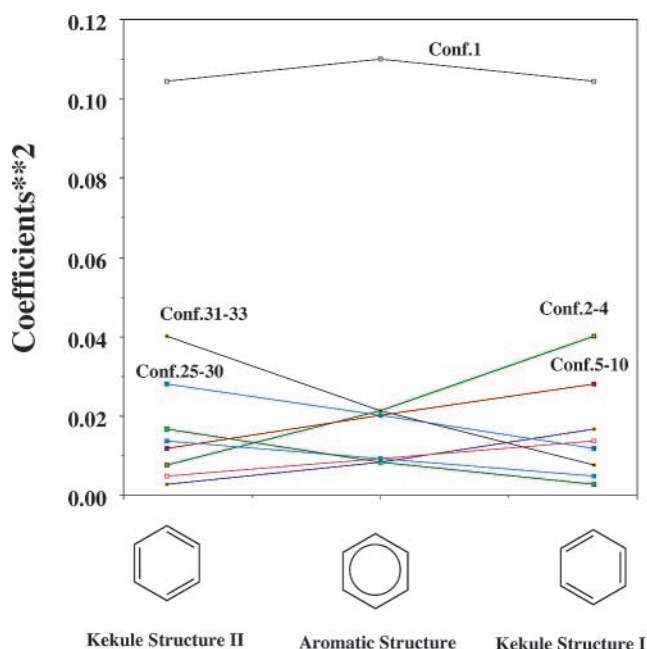 0.12
Conf.1
0.10
0.08
Coefficients**2
0.06
Conf.31-33
Conf.2-4
0.04
Conf.25-30
Conf.5-10
0.02
0.00
Kekule Structure II
Aromatic Structure
Kekule Structure I